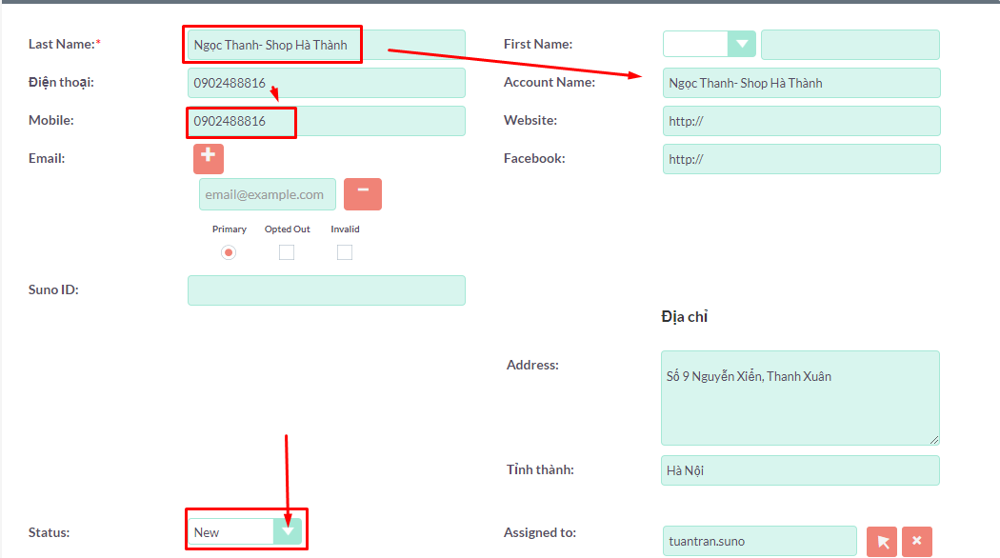 Last Name:* Ngọc Thanh- Shop Hà Thành First Name:
Điện thoại: 0902488816 Account Name: Ngọc Thanh- Shop Hà Thành
Mobile: 0902488816 Website: http://
Email: Facebook: http://
email@example.com
Primary Opted Out Invalid
Suno ID:
Địa chỉ
Address: Số 9 Nguyễn Xiển, Thanh Xuân
Tỉnh thành: Hà Nội
Status: New Assigned to: tuantran.suno